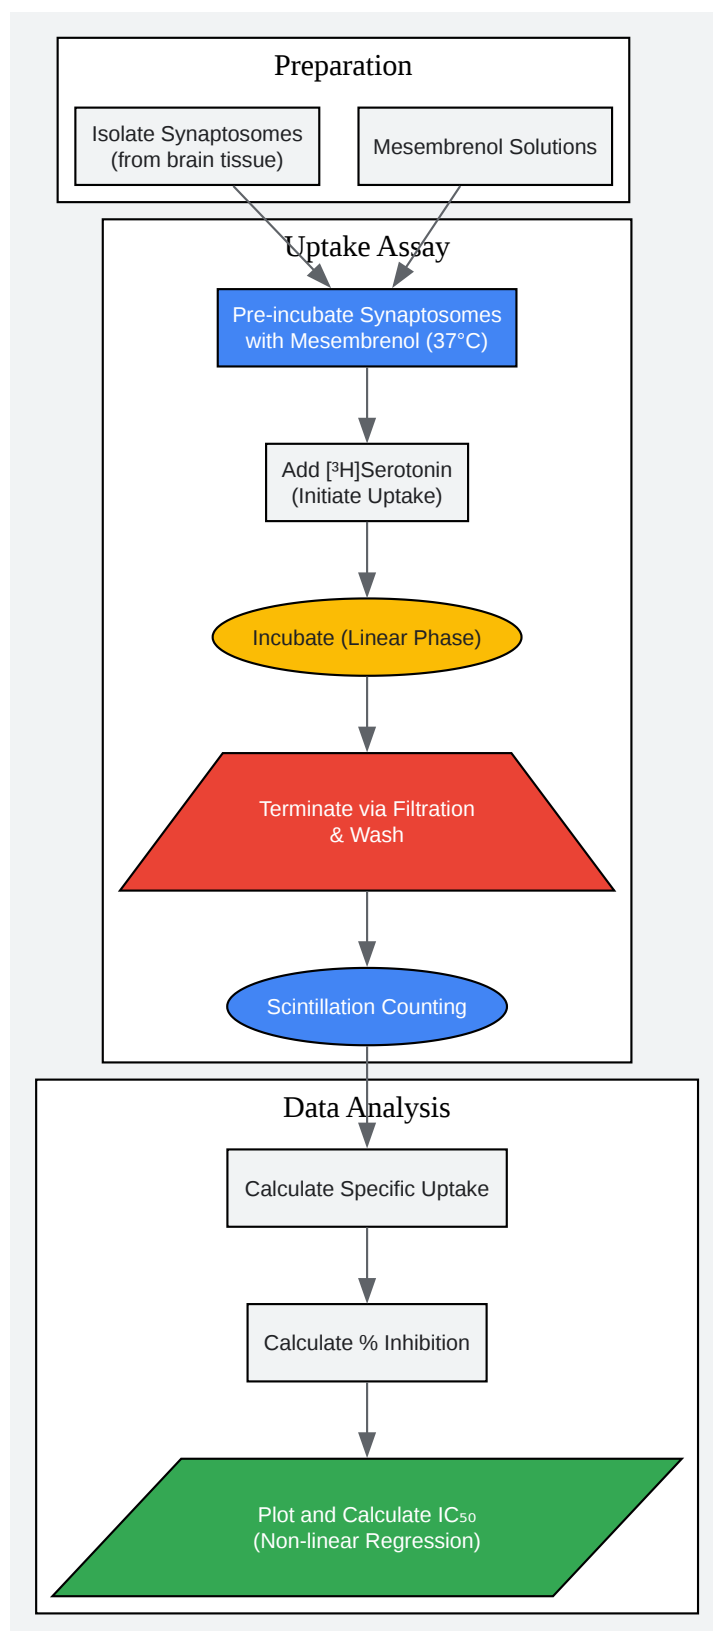 Preparation
Isolate Synaptosomes
(from brain tissue)
Mesembrenol Solutions
Uptake Assay
Pre-incubate Synaptosomes
with Mesembrenol (37°C)
Add [³H]Serotonin
(Initiate Uptake)
Incubate (Linear Phase)
Terminate via Filtration
& Wash
Scintillation Counting
Data Analysis
Calculate Specific Uptake
Calculate % Inhibition
Plot and Calculate IC₅₀
(Non-linear Regression)